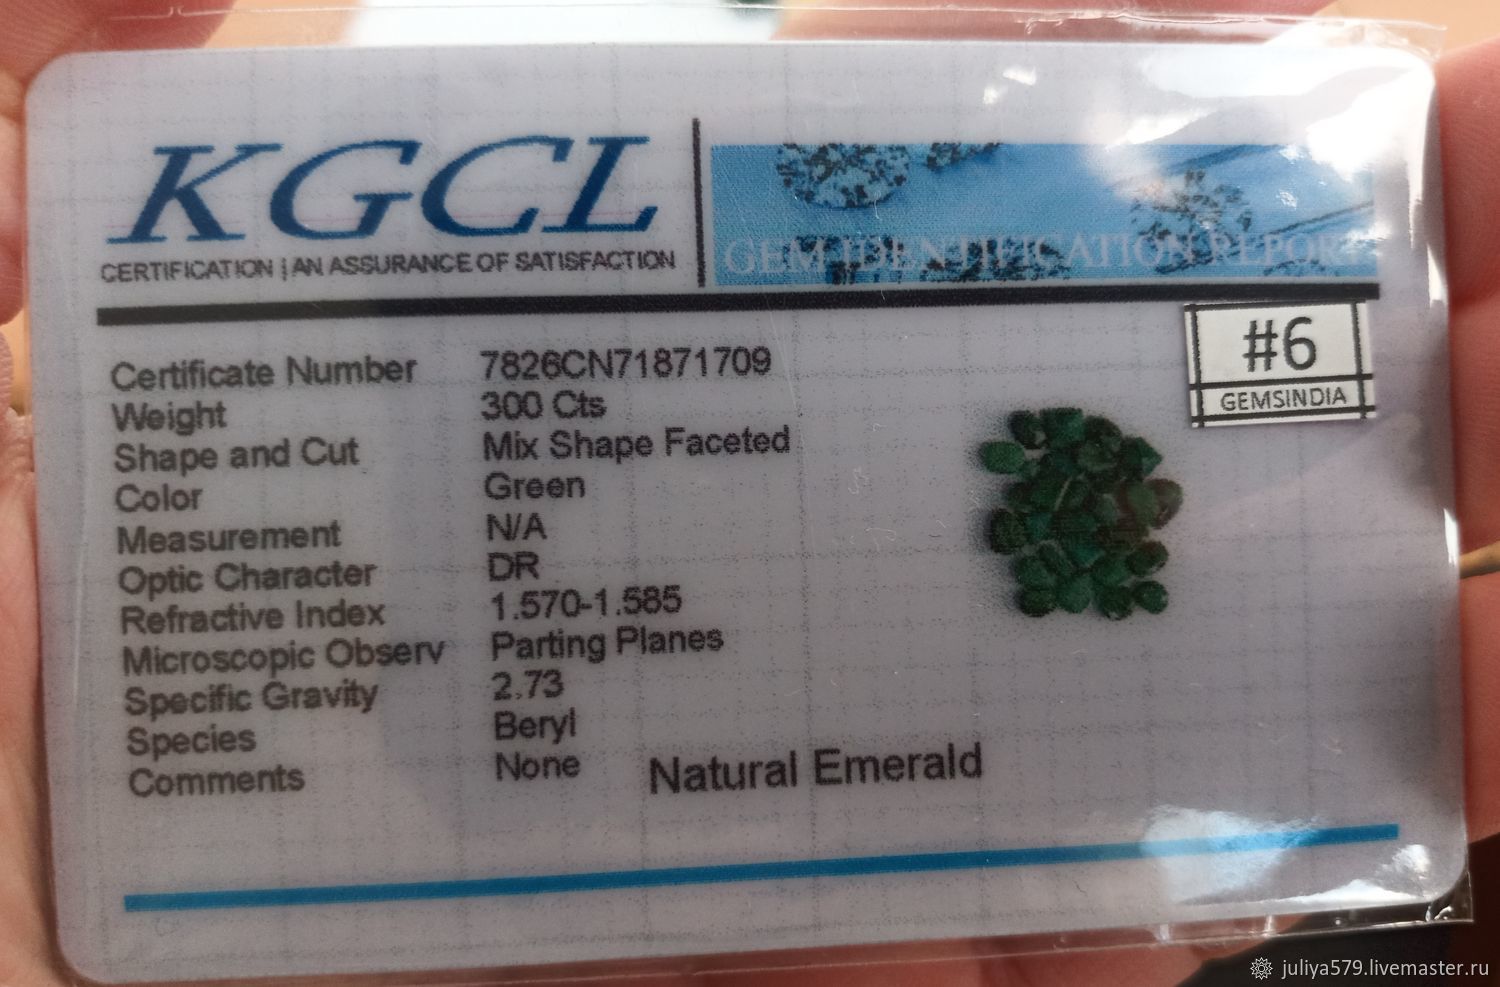 KGCL
CERTIFICATION | AN ASSURANCE OF SATISFACTION
GEM IDENTIFICATION REPORT
#6
GEMSINDIA
Certificate Number 7826CN71871709
Weight 300 Cts
Shape and Cut Mix Shape Faceted
Color Green
Measurement N/A
Optic Character DR
Refractive Index 1.570-1.585
Microscopic Observ Parting Planes
Specific Gravity 2.73
Species Beryl
Comments None Natural Emerald
juliya579.livemaster.ru